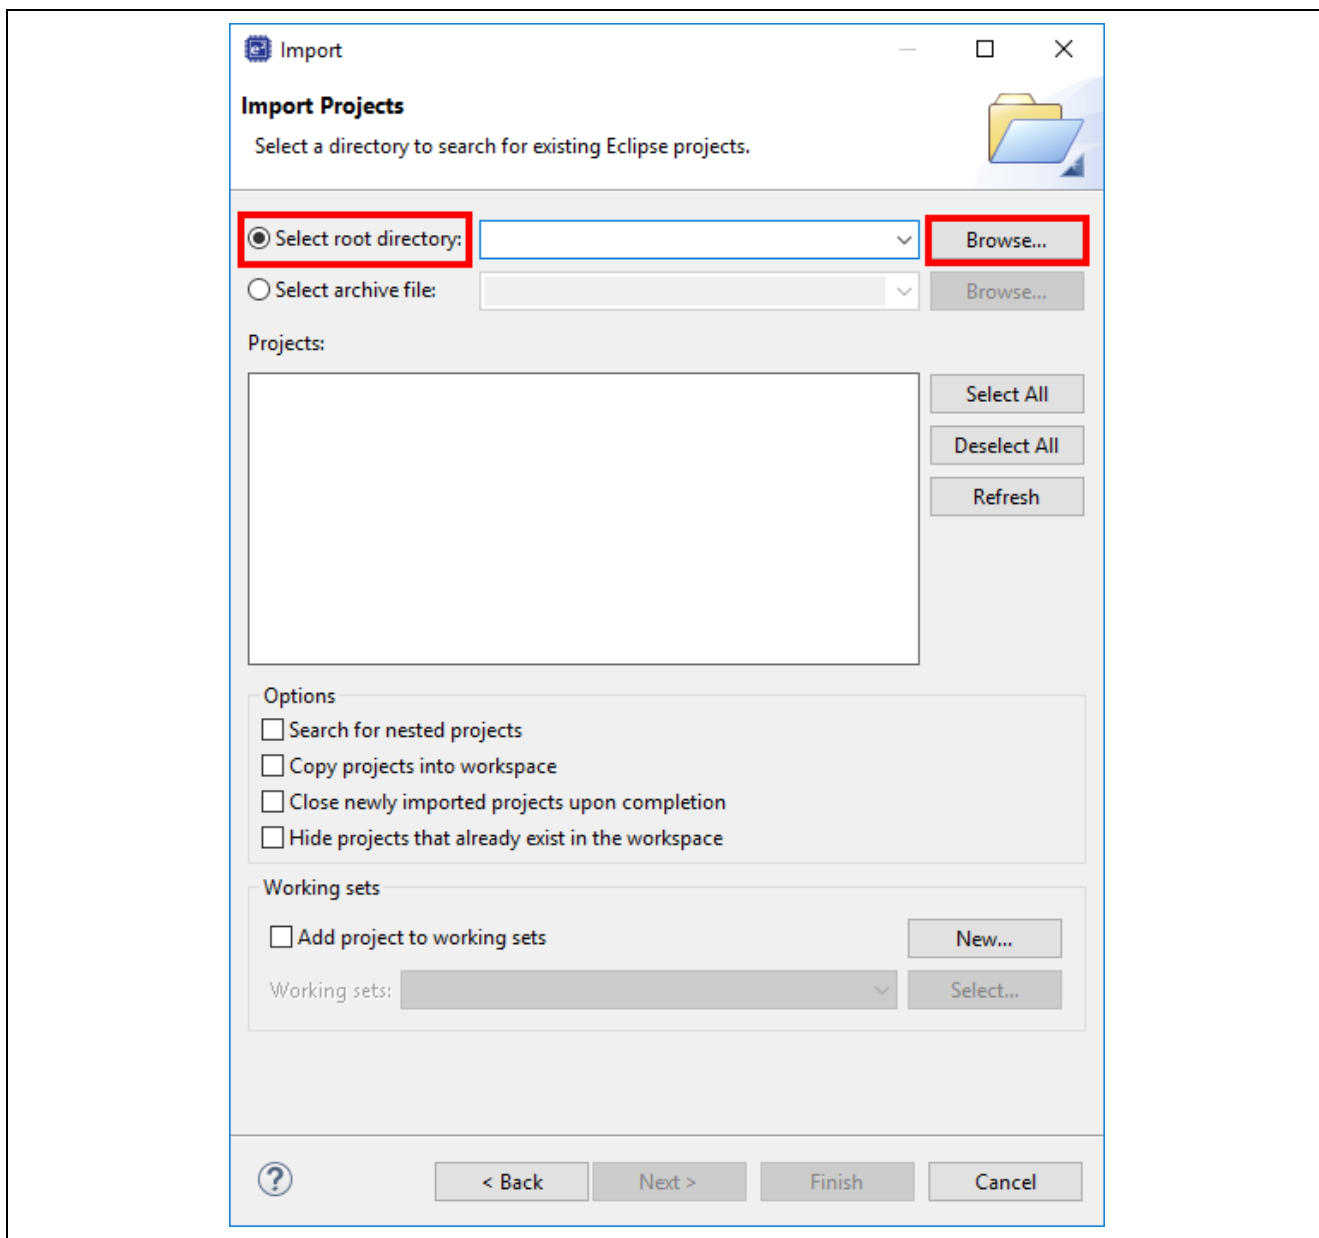 Import
Import Projects
Select a directory to search for existing Eclipse projects.
Select root directory: Browse...
Select archive file: Browse...
Projects:
Select All
Deselect All
Refresh
Options
Search for nested projects
Copy projects into workspace
Close newly imported projects upon completion
Hide projects that already exist in the workspace
Working sets
Add project to working sets New...
Working sets: Select...
? < Back Next > Finish Cancel